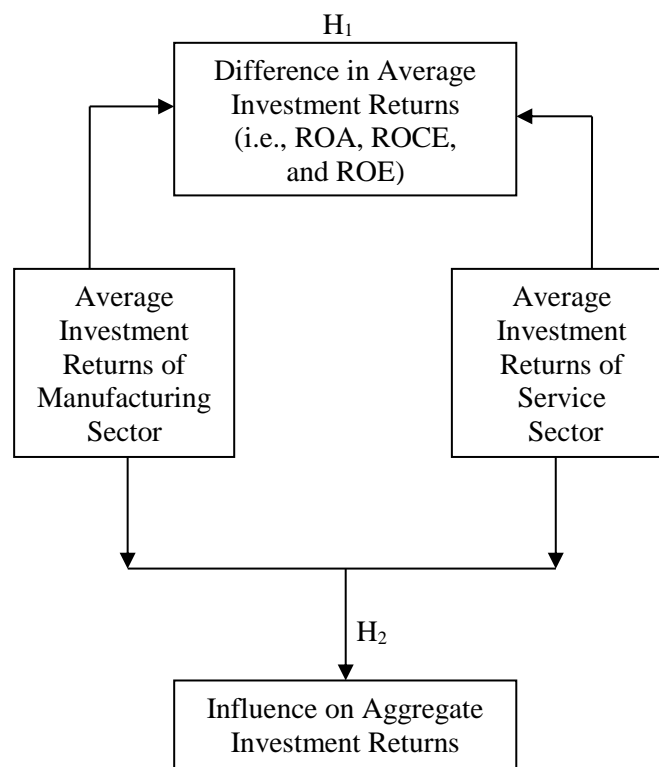 H₁
Difference in Average
Investment Returns
(i.e., ROA, ROCE,
and ROE)
Average
Investment
Returns of
Manufacturing
Sector
Average
Investment
Returns of
Service
Sector
H₂
Influence on Aggregate
Investment Returns